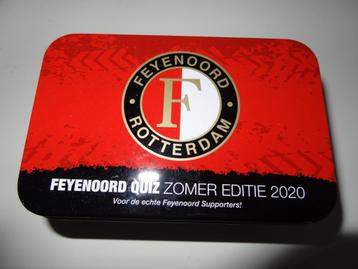 FEYENOORD
F
ROTTERDAM
FEYENOORD QUIZ ZOMER EDITIE 2020
Voor de echte Feyenoord Supporters!